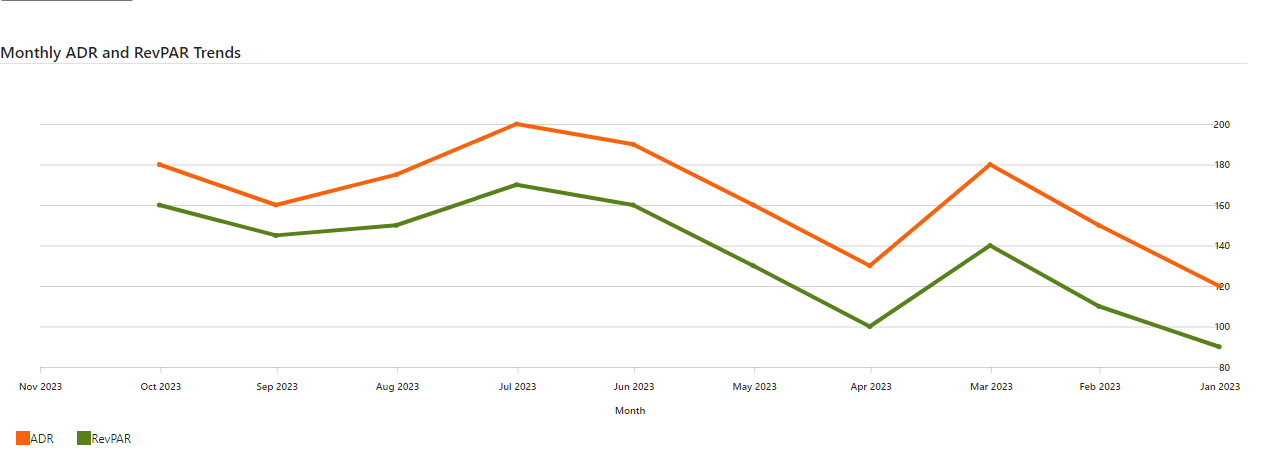 Monthly ADR and RevPAR Trends
200
180
160
140
120
100
80
Nov 2023 Oct 2023 Sep 2023 Aug 2023 Jul 2023 Jun 2023 May 2023 Apr 2023 Mar 2023 Feb 2023 Jan 2023
Month
ADR RevPAR